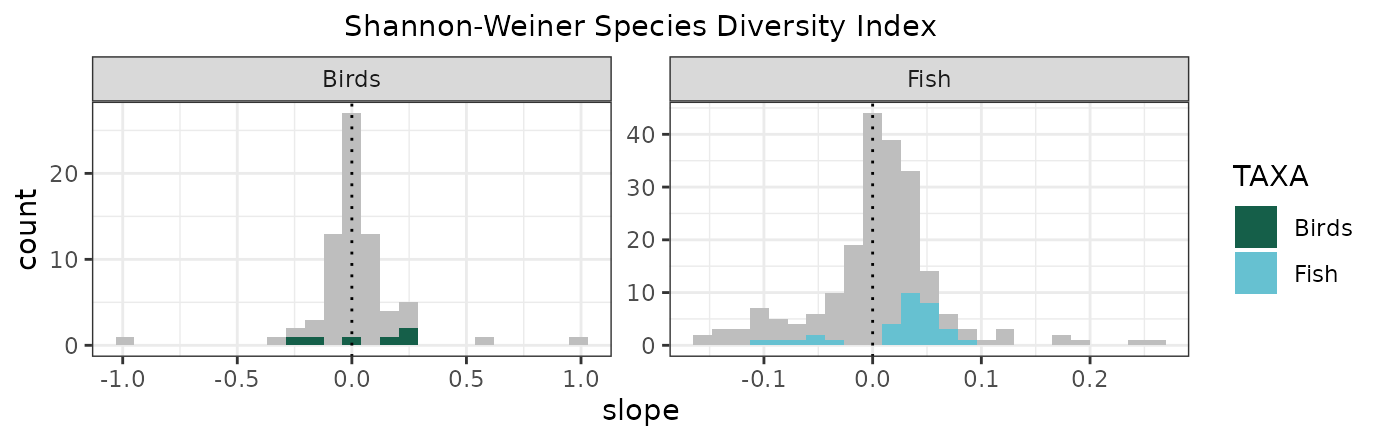 Shannon-Weiner Species Diversity Index
Birds
Fish
count
0
10
20
-1.0
-0.5
0.0
0.5
1.0
0
10
20
30
40
-0.1
0.0
0.1
0.2
slope
TAXA
Birds
Fish